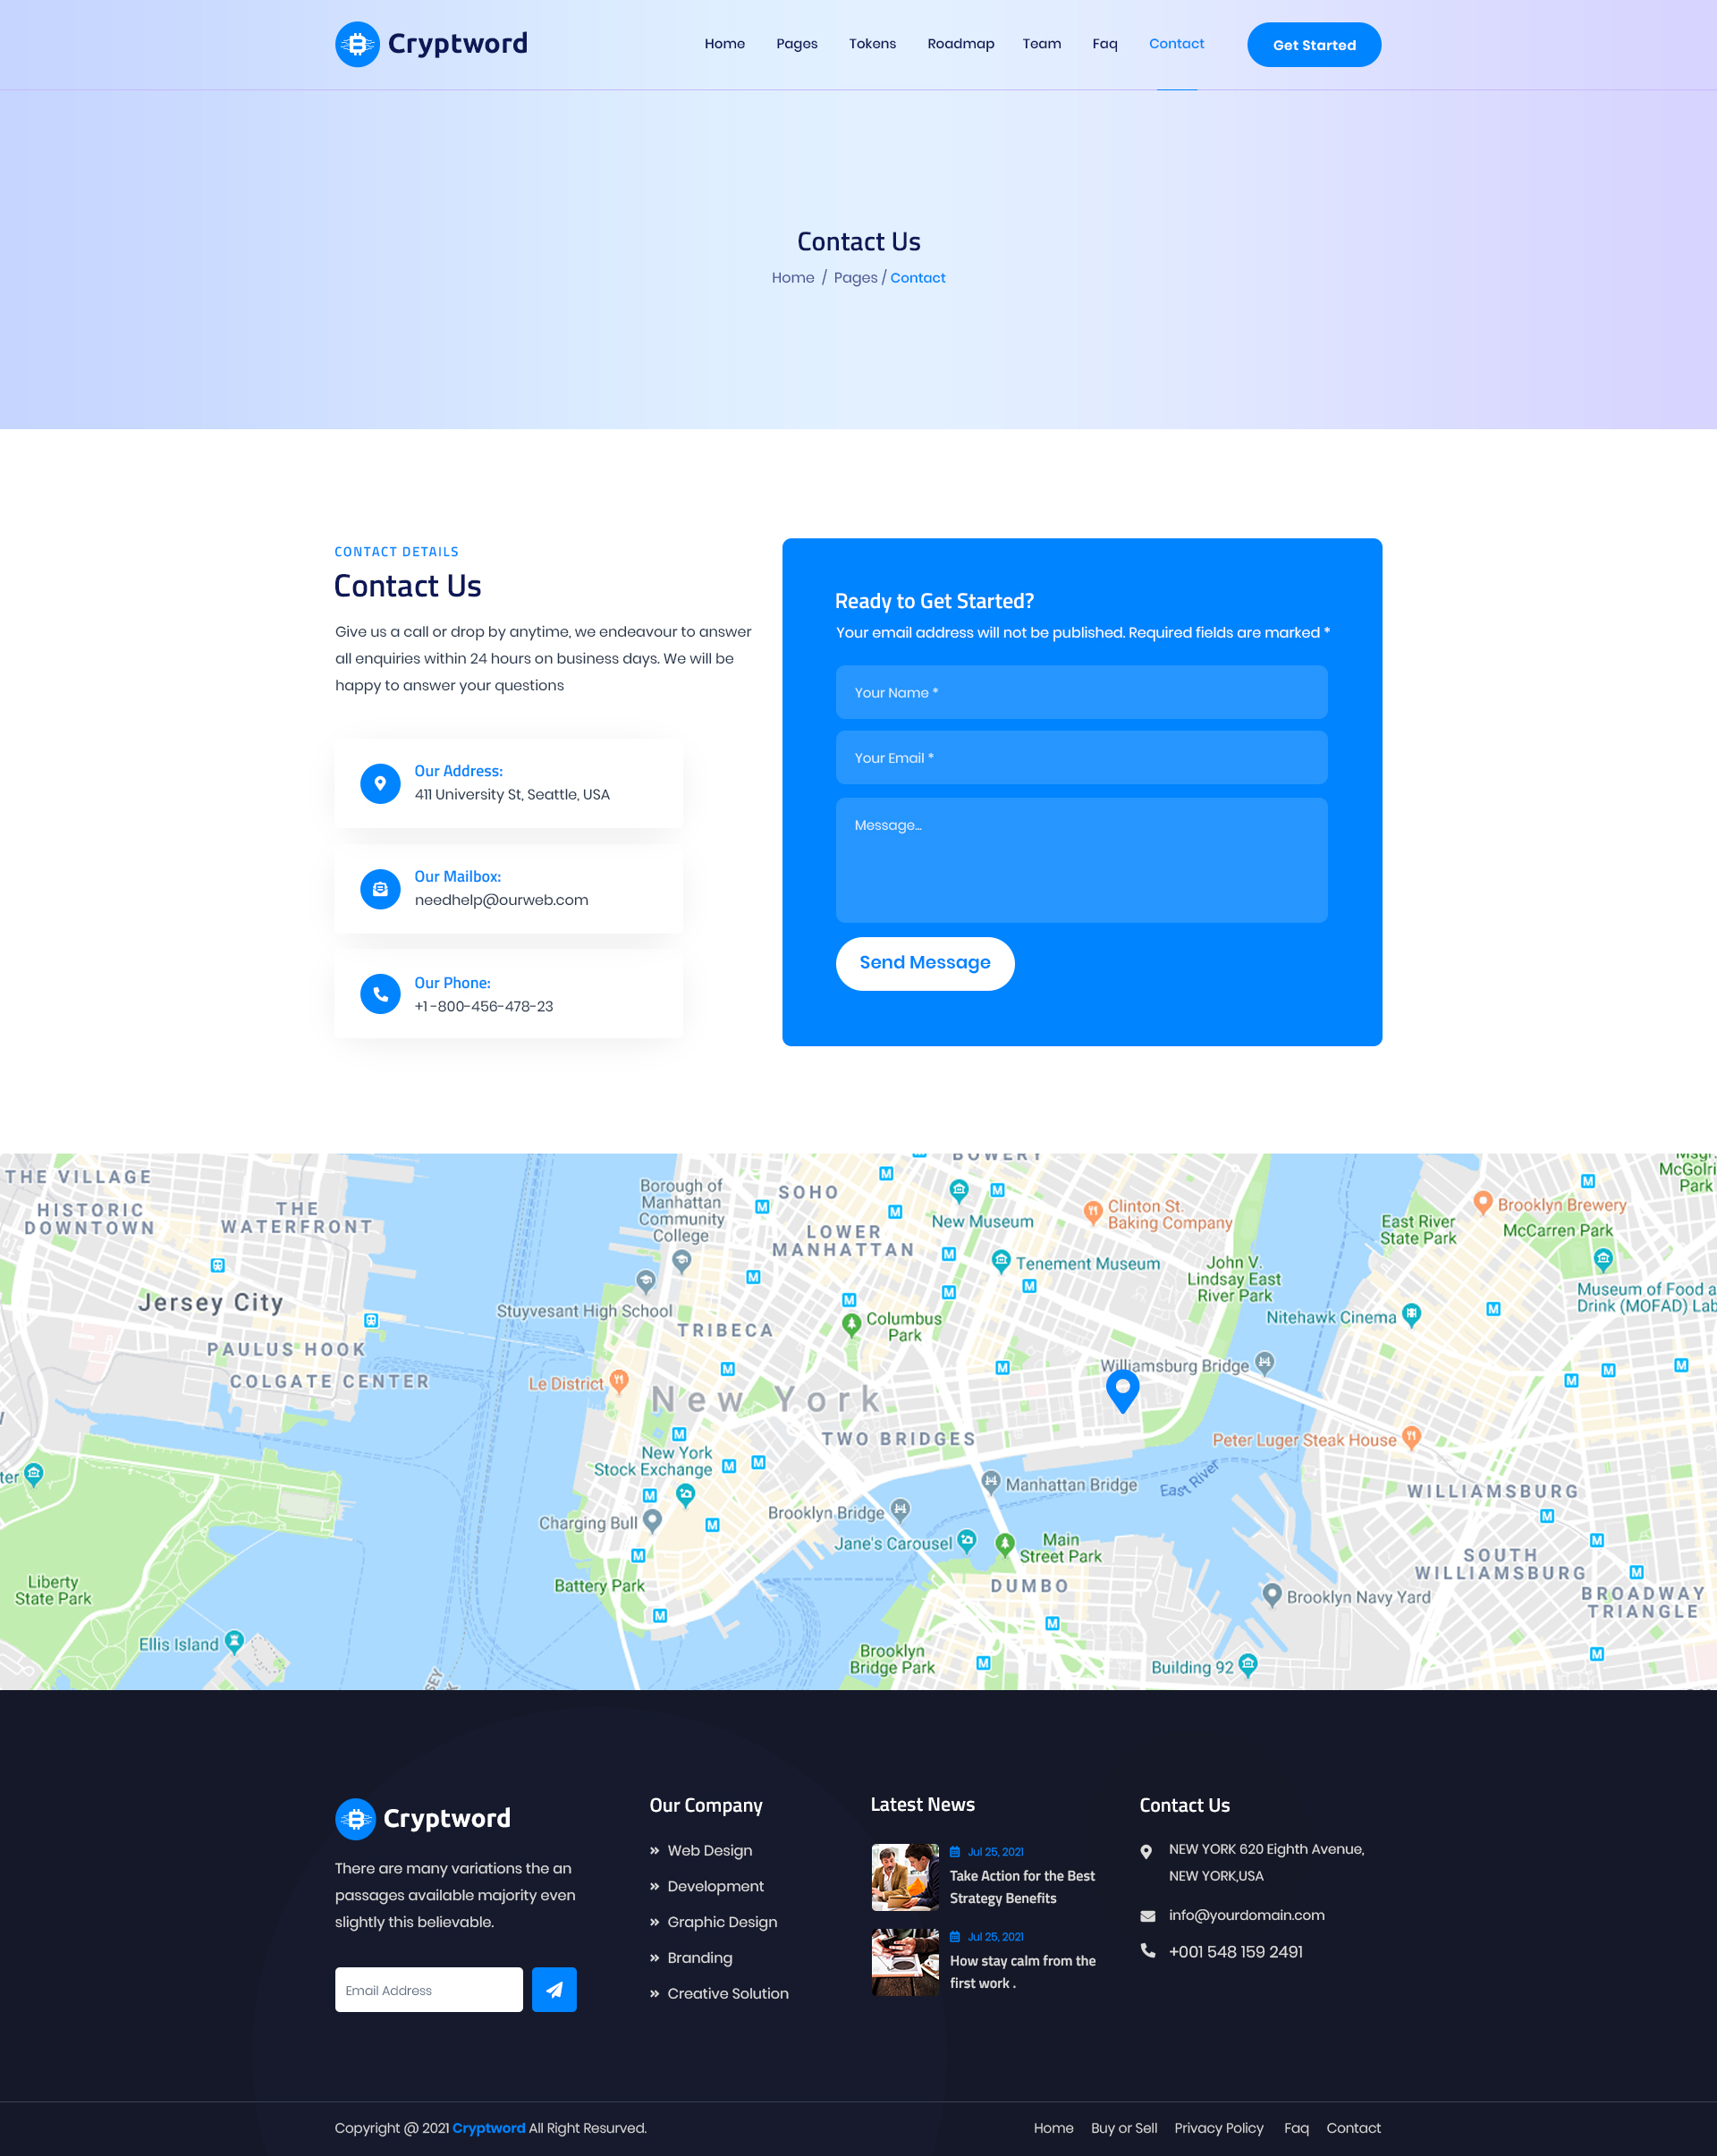 Cryptword
Home Pages Tokens Roadmap Team Faq Contact
Get Started
Contact Us
Home / Pages / Contact
CONTACT DETAILS
Contact Us
Give us a call or drop by anytime, we endeavour to answer
all enquiries within 24 hours on business days. We will be
happy to answer your questions
Our Address:
411 University St, Seattle, USA
Our Mailbox:
needhelp@ourweb.com
Our Phone:
+1 -800-456-478-23
Ready to Get Started?
Your email address will not be published. Required fields are marked *
Your Name *
Your Email *
Message...
Send Message
THE VILLAGE
HISTORIC
DOWNTOWN
THE
WATERFRONT
Jersey City
PAULUS HOOK
COLGATE CENTER
Liberty
State Park
Ellis Island
Borough of
Manhattan
Community
College
Stuyvesant High School
SOHO
BOWERY
LOWER
MANHATTAN
New Museum
Clinton St.
Baking Company
Tenement Museum
John V.
Lindsay East
River Park
TRIBECA
Columbus
Park
Le District
New York
TWO BRIDGES
Williamsburg Bridge
New York
Stock Exchange
Charging Bull
Battery Park
Brooklyn Bridge
Manhattan Bridge
East River
Jane's Carousel
Main
Street Park
DUMBO
Brooklyn
Bridge Park
Building 92
Brooklyn Navy Yard
East River
State Park
Brooklyn Brewery
McCarren Park
McGolri
Park
Museum of Food a
Drink (MOFAD) Lab
Nitehawk Cinema
Peter Luger Steak House
WILLIAMSBURG
SOUTH
WILLIAMSBURG
BROADWAY
TRIANGLE
Cryptword
There are many variations the an
passages available majority even
slightly this believable.
Email Address
Our Company
Web Design
Development
Graphic Design
Branding
Creative Solution
Latest News
Jul 25, 2021
Take Action for the Best
Strategy Benefits
Jul 25, 2021
How stay calm from the
first work .
Contact Us
NEW YORK 620 Eighth Avenue,
NEW YORK,USA
info@yourdomain.com
+001 548 159 2491
Copyright @ 2021 Cryptword All Right Resurved.
Home Buy or Sell Privacy Policy Faq Contact